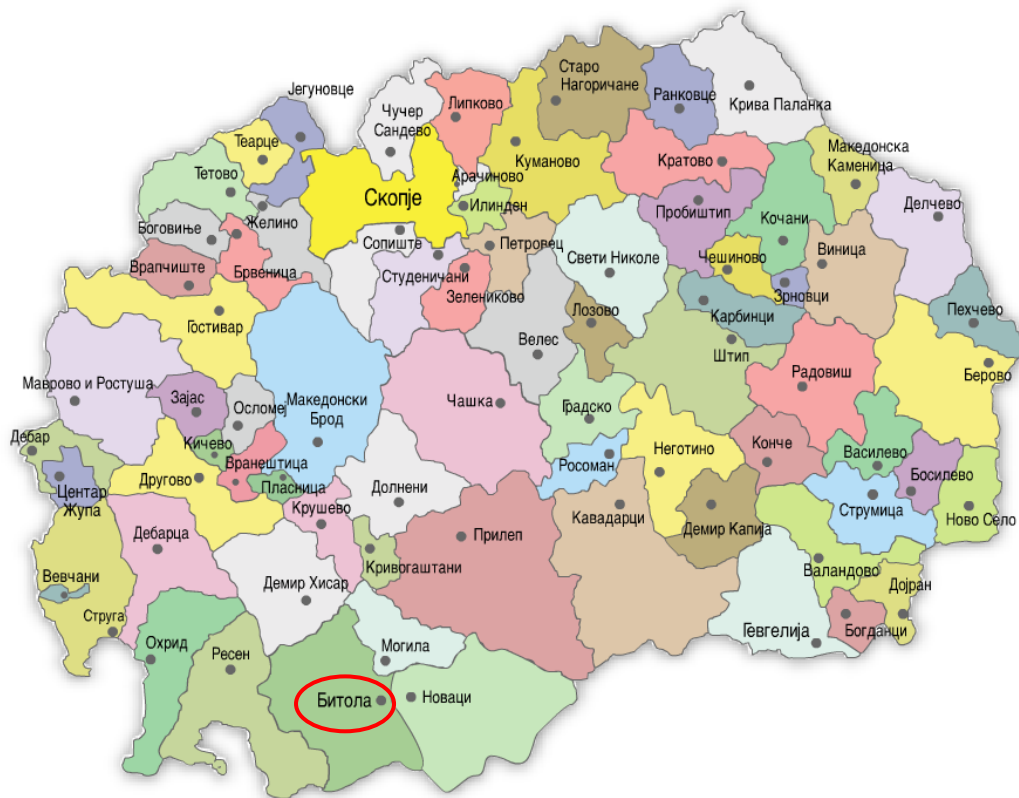 Јегуновце
Чучер
Сандево
Липково
Старо
Нагоричане
Ранковце
Крива Паланка
Теарце
Куманово
Кратово
Македонска
Каменица
Тетово
Скопје
Арачиново
Илинден
Пробиштип
Кочани
Делчево
Желино
Боговиње
Сопиште
Петровец
Брвеница
Студеничани
Свети Николе
Чешиново
Виница
Врапчиште
Зелениково
Зрновци
Гостивар
Лозово
Карбинци
Пехчево
Велес
Штип
Берово
Маврово и Ростуша
Зајас
Осломеј
Македонски
Брод
Чашка
Градско
Радовиш
Дебар
Кичево
Вранештица
Росоман
Неготино
Конче
Василево
Босилево
Центар
Жупа
Другово
Пласница
Долнени
Крушево
Кавадарци
Демир Капија
Струмица
Ново Село
Дебарца
Прилеп
Кривогаштани
Валандово
Вевчани
Демир Хисар
Дојран
Струга
Богданци
Гевгелија
Охрид
Ресен
Могила
Битола
Новаци